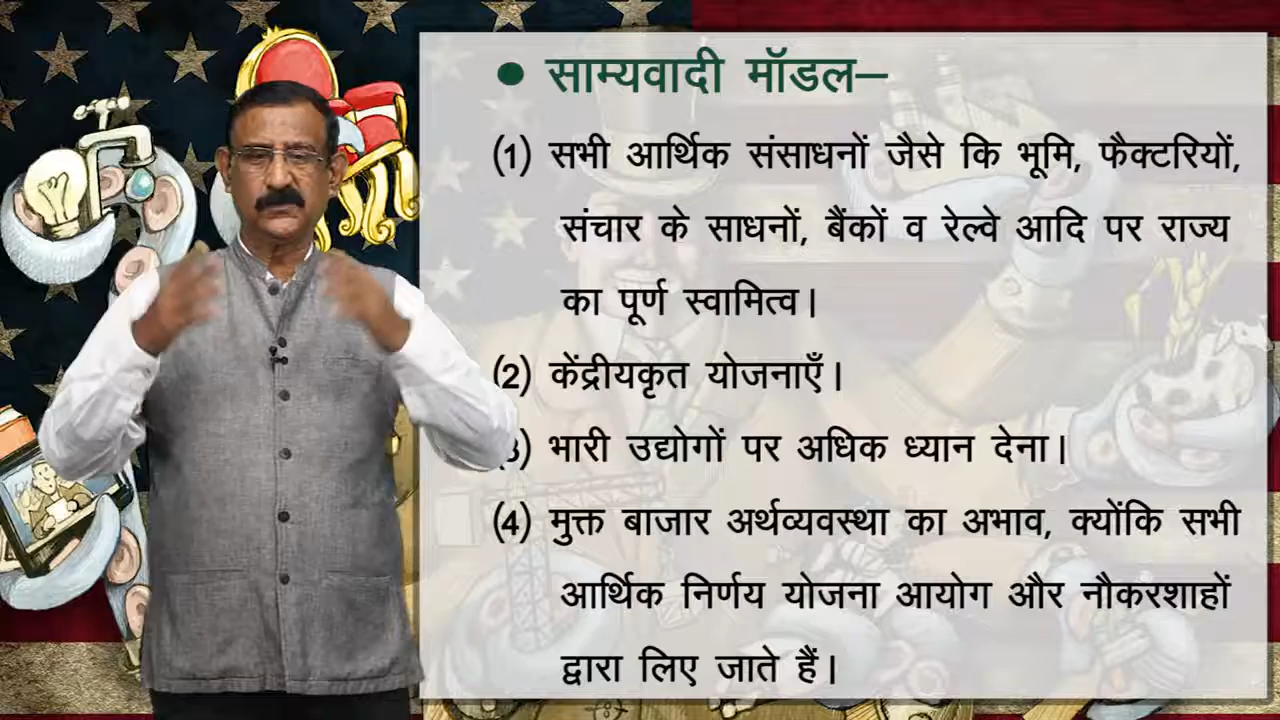 ● साम्यवादी मॉडल–
(1) सभी आर्थिक संसाधनों जैसे कि भूमि, फैक्टरियों,
संचार के साधनों, बैंकों व रेल्वे आदि पर राज्य
का पूर्ण स्वामित्व।
(2) केंद्रीयकृत योजनाएँ।
(3) भारी उद्योगों पर अधिक ध्यान देना।
(4) मुक्त बाजार अर्थव्यवस्था का अभाव, क्योंकि सभी
आर्थिक निर्णय योजना आयोग और नौकरशाहों
द्वारा लिए जाते हैं।